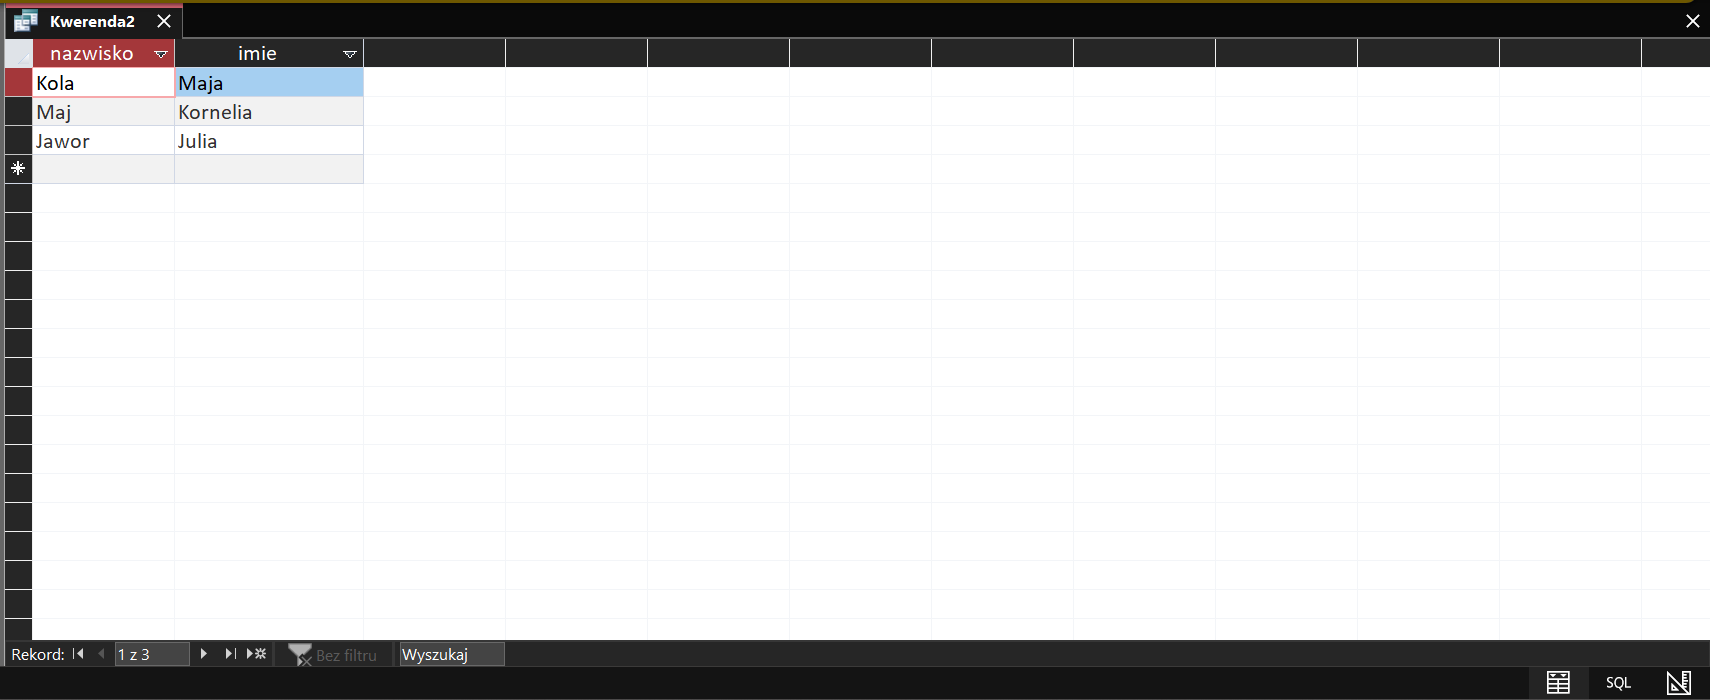 Kwerenda2
nazwisko imie
Kola Maja
Maj Kornelia
Jawor Julia
Rekord: 1 z 3 Bez filtru Wyszukaj
SQL